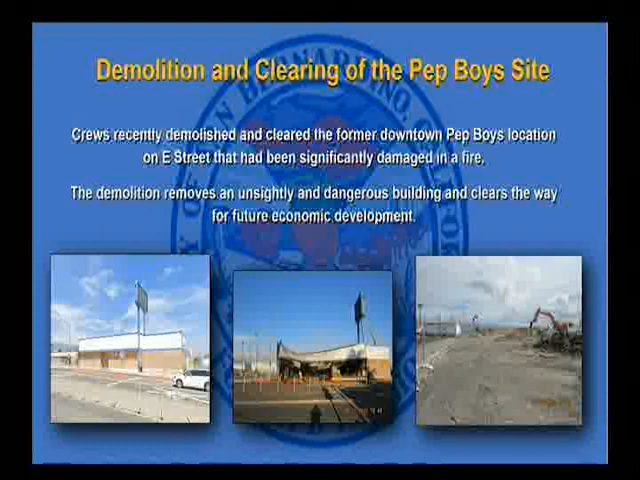 Demolition and Clearing of the Pep Boys Site
Crews recently demolished and cleared the former downtown Pep Boys location
on E Street that had been significantly damaged in a fire.
The demolition removes an unsightly and dangerous building and clears the way
for future economic development.